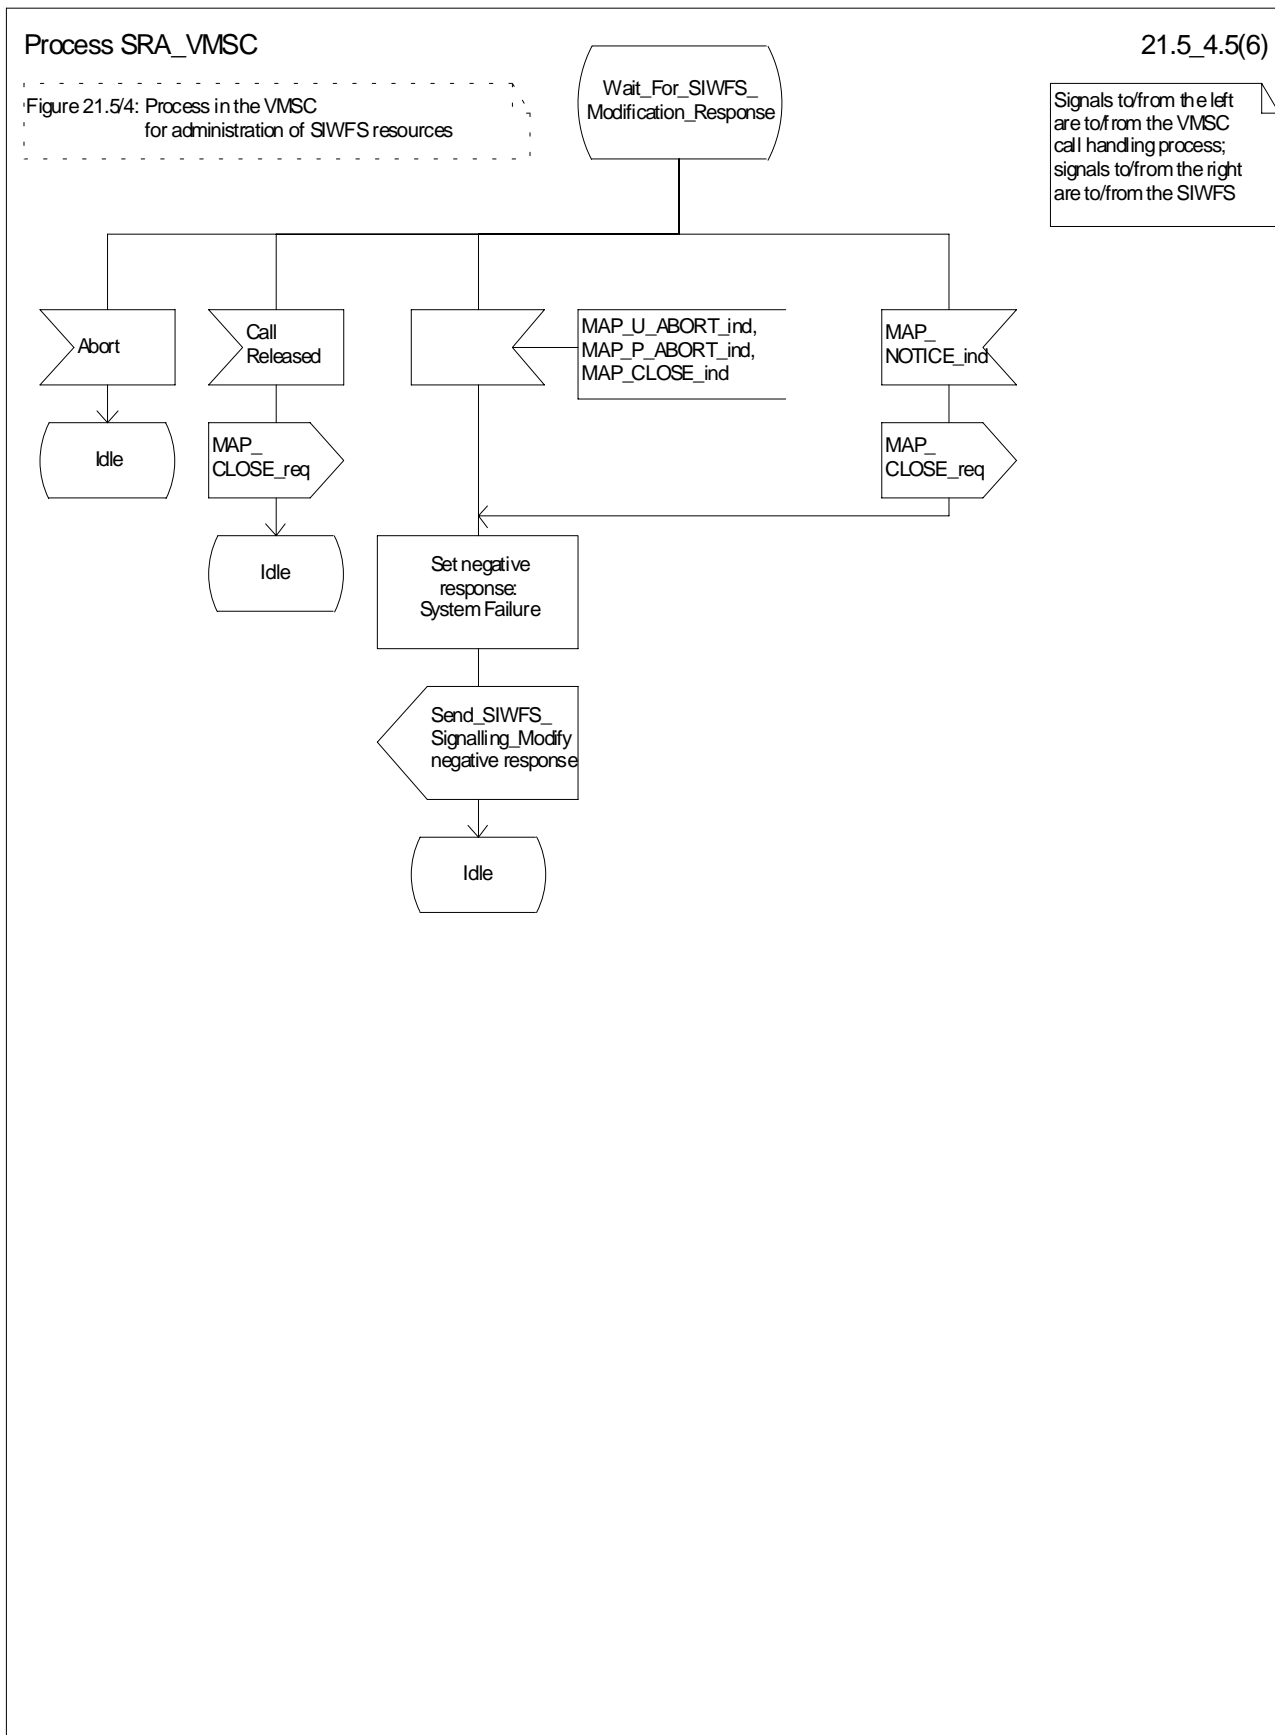 Process SRA_VMSC
21.5_4.5(6)
Figure 21.5/4: Process in the VMSC
for administration of SIWFS resources
Wait_For_SIWFS_
Modification_Response
Signals to/from the left
are to/from the VMSC
call handling process;
signals to/from the right
are to/from the SIWFS
Abort
Call
Released
MAP_U_ABORT_ind,
MAP_P_ABORT_ind,
MAP_CLOSE_ind
MAP_
NOTICE_ind
Idle
MAP_
CLOSE_req
MAP_
CLOSE_req
Idle
Set negative
response:
System Failure
Send_SIWFS_
Signalling_Modify
negative response
Idle